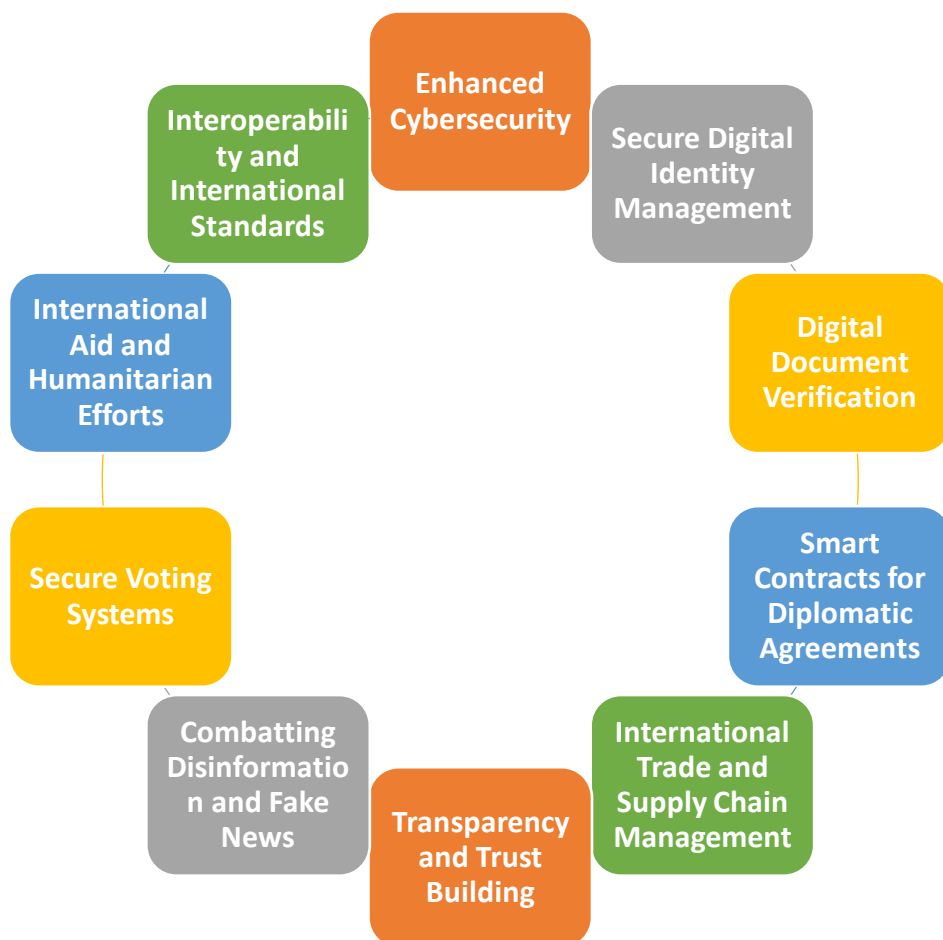 Enhanced
Cybersecurity
Secure Digital
Identity
Management
Digital
Document
Verification
Smart
Contracts for
Diplomatic
Agreements
International
Trade and
Supply Chain
Management
Transparency
and Trust
Building
Combatting
Disinformatio
n and Fake
News
Secure Voting
Systems
International
Aid and
Humanitarian
Efforts
Interoperabili
ty and
International
Standards